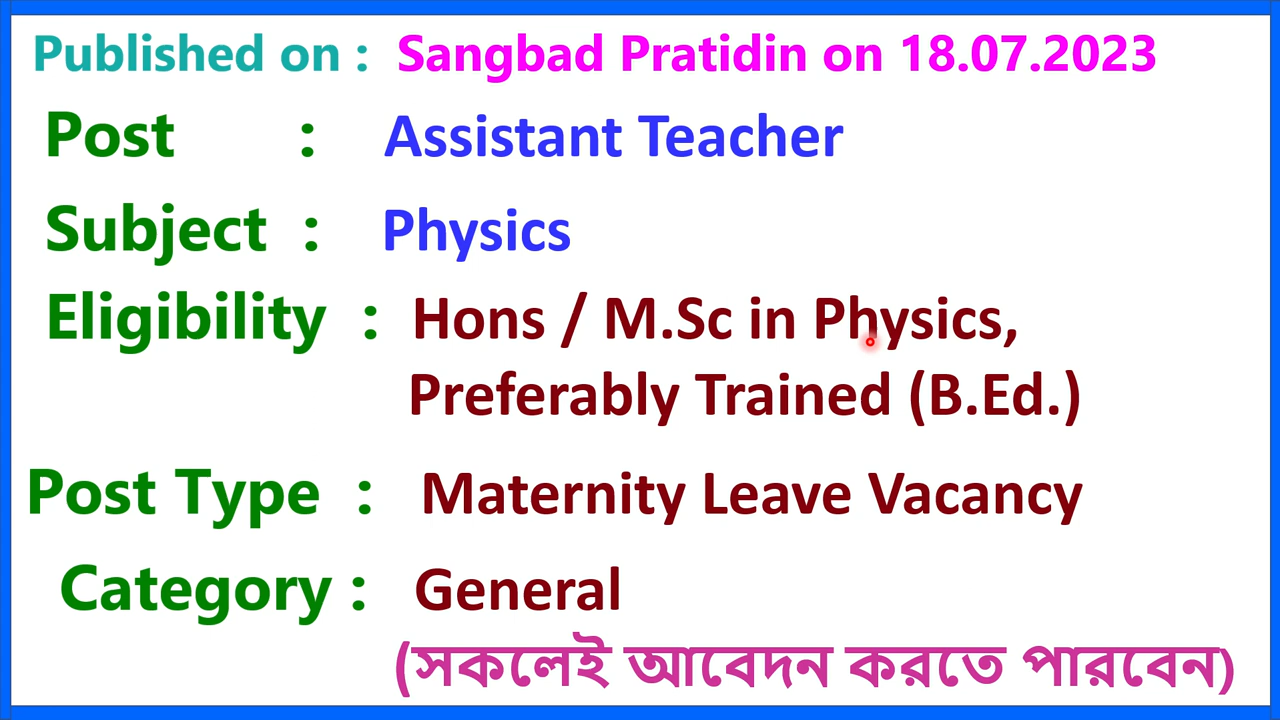 Published on : Sangbad Pratidin on 18.07.2023
Post : Assistant Teacher
Subject : Physics
Eligibility : Hons / M.Sc in Physics,
Preferably Trained (B.Ed.)
Post Type : Maternity Leave Vacancy
Category : General
(সকলেই আবেদন করতে পারবেন)